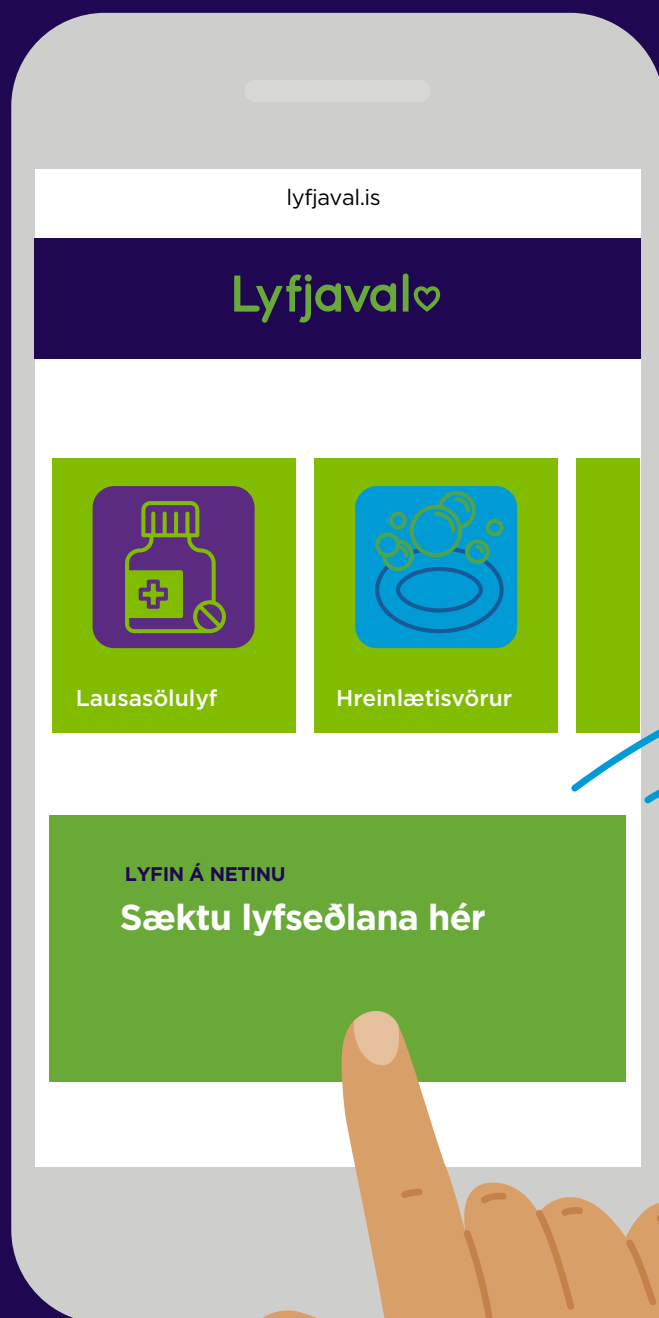 lyfjaval.is
Lyfjaval
Lausasölulyf
Hreinlætisvörur
LYFIN Á NETINU
Sæktu lyfseðlana hér